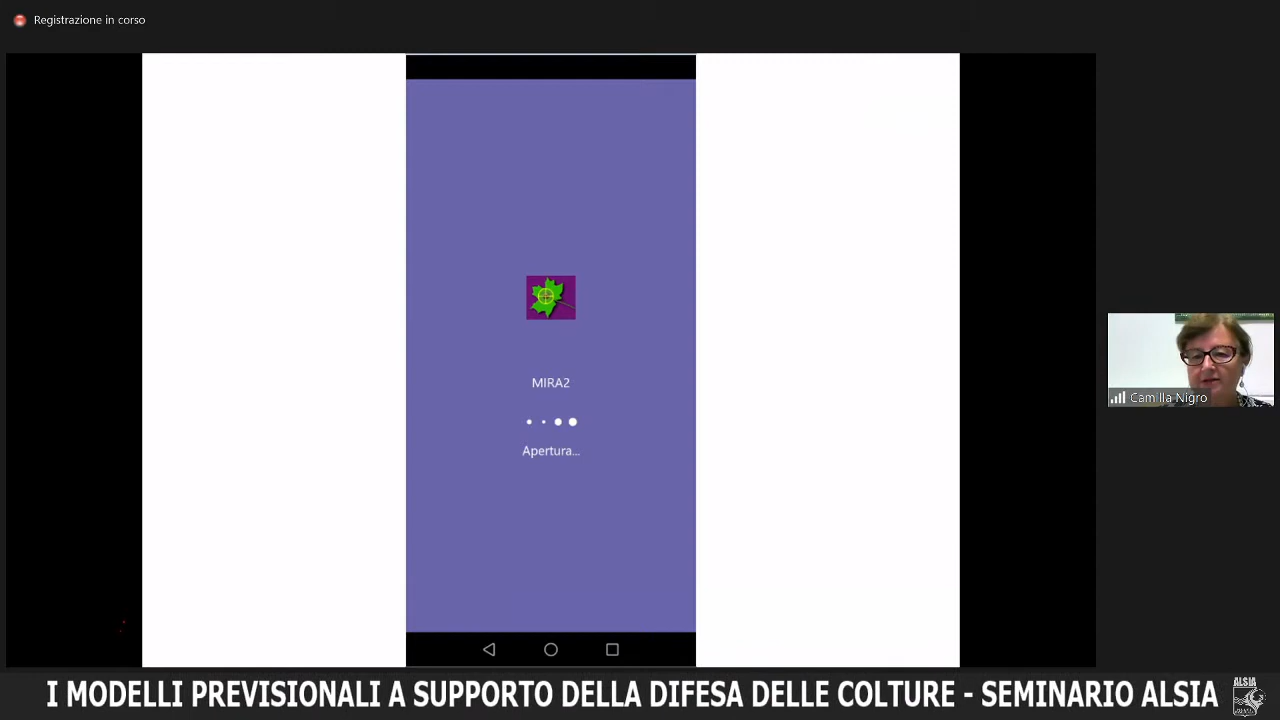 Registrazione in corso
MIRA2
Apertura...
Camilla Nigro
I MODELLI PREVISIONALI A SUPPORTO DELLA DIFESA DELLE COLTURE - SEMINARIO ALSIA
ALSIA